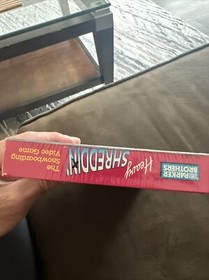 PARKER
BROTHERS
Heavy
SHREDDIN'
The
Snowboarding
Video Game